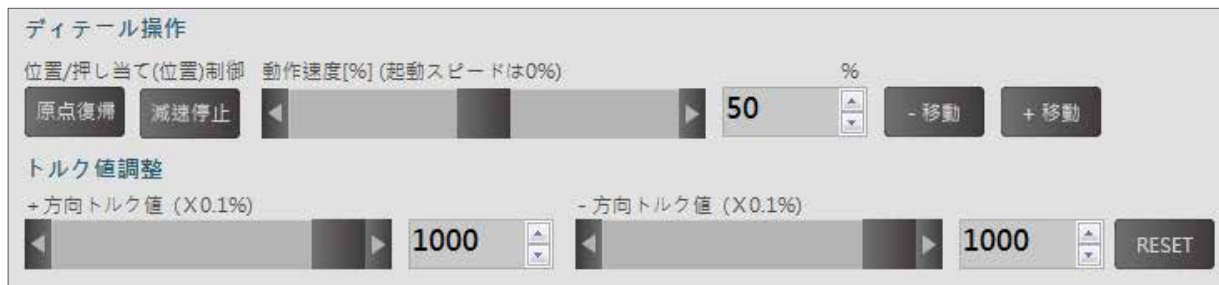 ディテール操作
位置/押し当て(位置)制御 動作速度[%] (起動スピードは0%) %
原点復帰 減速停止 50 - 移動 + 移動
トルク値調整
+方向トルク値 (X0.1%) -方向トルク値 (X0.1%)
1000 1000 RESET